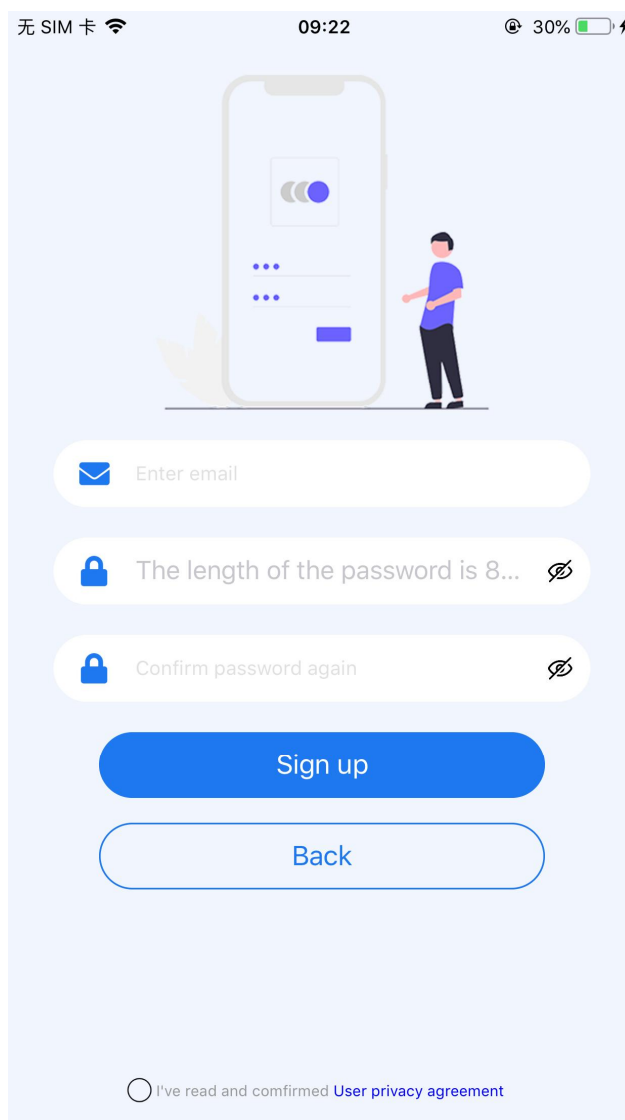 无 SIM 卡 09:22 30%
Enter email
The length of the password is 8...
Confirm password again
Sign up
Back
I've read and comfirmed User privacy agreement